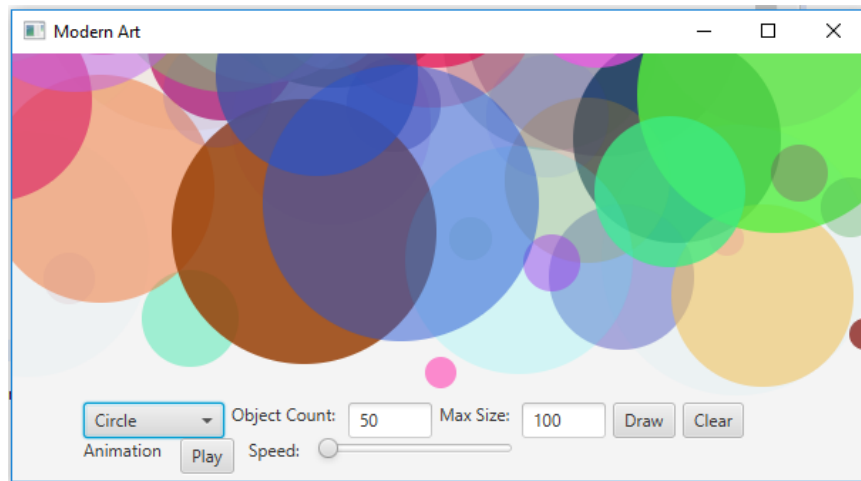 Modern Art
Circle Object Count: 50 Max Size: 100 Draw Clear
Animation Play Speed: